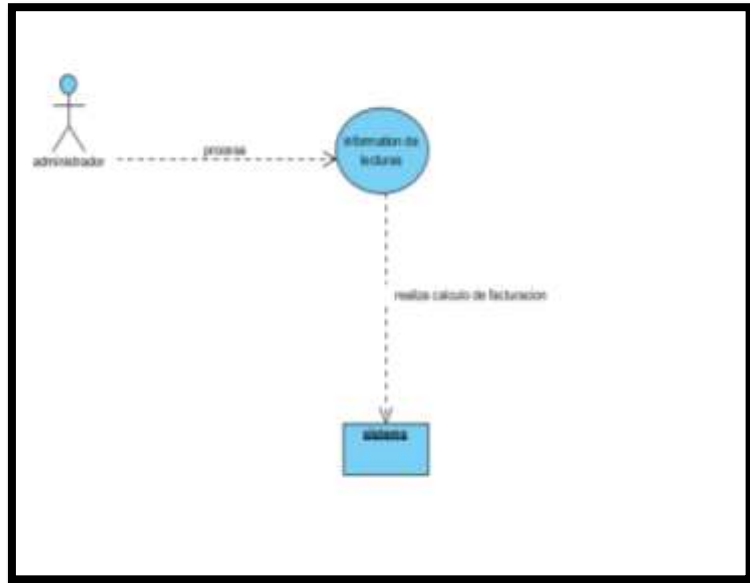 administrador
procesa
information de
lecturas
realiza calculo de facturacion
sistema